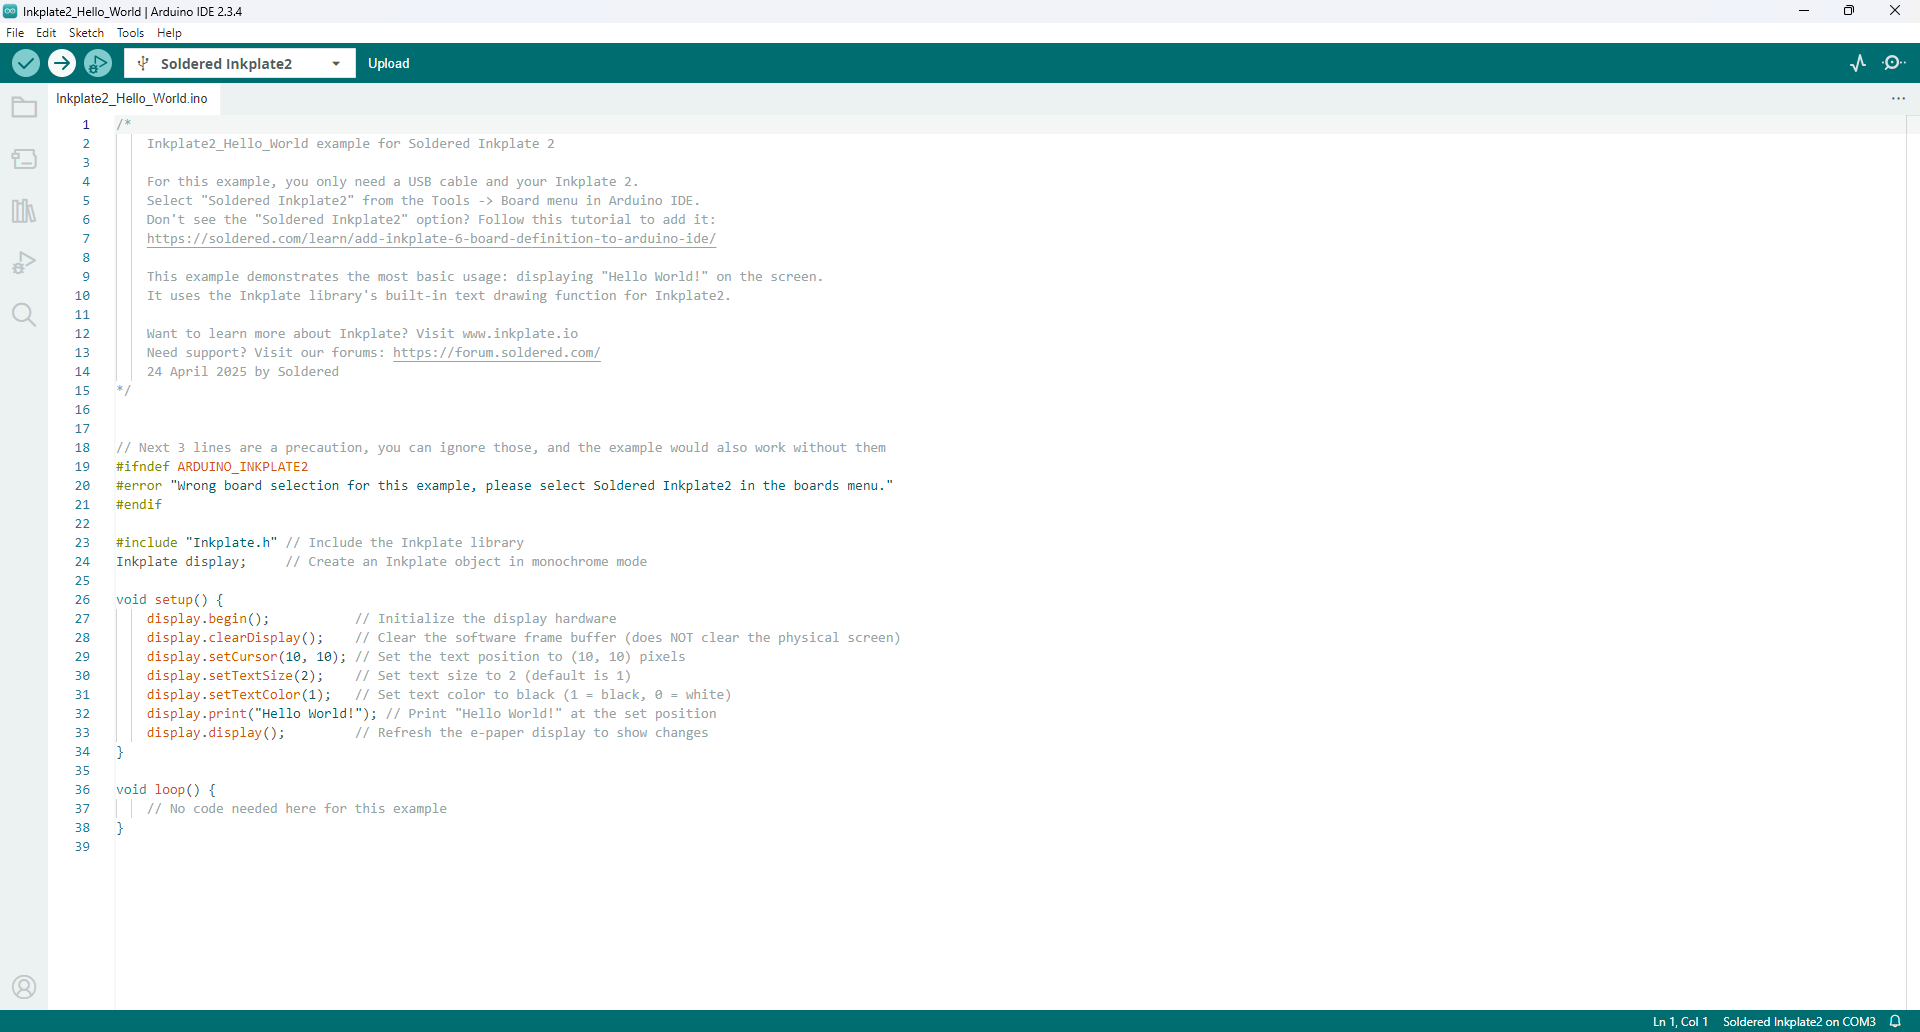 Inkplate2_Hello_World | Arduino IDE 2.3.4
File Edit Sketch Tools Help
Soldered Inkplate2
Upload
Inkplate2_Hello_World.ino
1 /*
2 Inkplate2_Hello_World example for Soldered Inkplate 2
3
4 For this example, you only need a USB cable and your Inkplate 2.
5 Select "Soldered Inkplate2" from the Tools -> Board menu in Arduino IDE.
6 Don't see the "Soldered Inkplate2" option? Follow this tutorial to add it:
7 https://soldered.com/learn/add-inkplate-6-board-definition-to-arduino-ide/
8
9 This example demonstrates the most basic usage: displaying "Hello World!" on the screen.
10 It uses the Inkplate library's built-in text drawing function for Inkplate2.
11
12 Want to learn more about Inkplate? Visit www.inkplate.io
13 Need support? Visit our forums: https://forum.soldered.com/
14 24 April 2025 by Soldered
15 */
16
17
18 // Next 3 lines are a precaution, you can ignore those, and the example would also work without them
19 #ifndef ARDUINO_INKPLATE2
20 #error "Wrong board selection for this example, please select Soldered Inkplate2 in the boards menu."
21 #endif
22
23 #include "Inkplate.h" // Include the Inkplate library
24 Inkplate display; // Create an Inkplate object in monochrome mode
25
26 void setup() {
27 display.begin(); // Initialize the display hardware
28 display.clearDisplay(); // Clear the software frame buffer (does NOT clear the physical screen)
29 display.setCursor(10, 10); // Set the text position to (10, 10) pixels
30 display.setTextSize(2); // Set text size to 2 (default is 1)
31 display.setTextColor(1); // Set text color to black (1 = black, 0 = white)
32 display.print("Hello World!"); // Print "Hello World!" at the set position
33 display.display(); // Refresh the e-paper display to show changes
34 }
35
36 void loop() {
37 // No code needed here for this example
38 }
39
Ln 1, Col 1 Soldered Inkplate2 on COM3